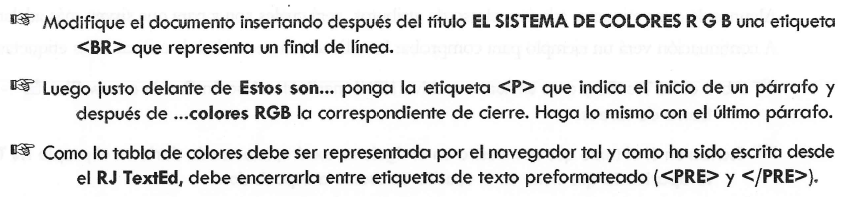 ☞ Modifique el documento insertando después del título EL SISTEMA DE COLORES R G B una etiqueta
<BR> que representa un final de línea.
☞ Luego justo delante de Estos son... ponga la etiqueta <P> que indica el inicio de un párrafo y
después de ...colores RGB la correspondiente de cierre. Haga lo mismo con el último párrafo.
☞ Como la tabla de colores debe ser representada por el navegador tal y como ha sido escrita desde
el RJ TextEd, debe encerrarla entre etiquetas de texto preformateado (<PRE> y </PRE>).